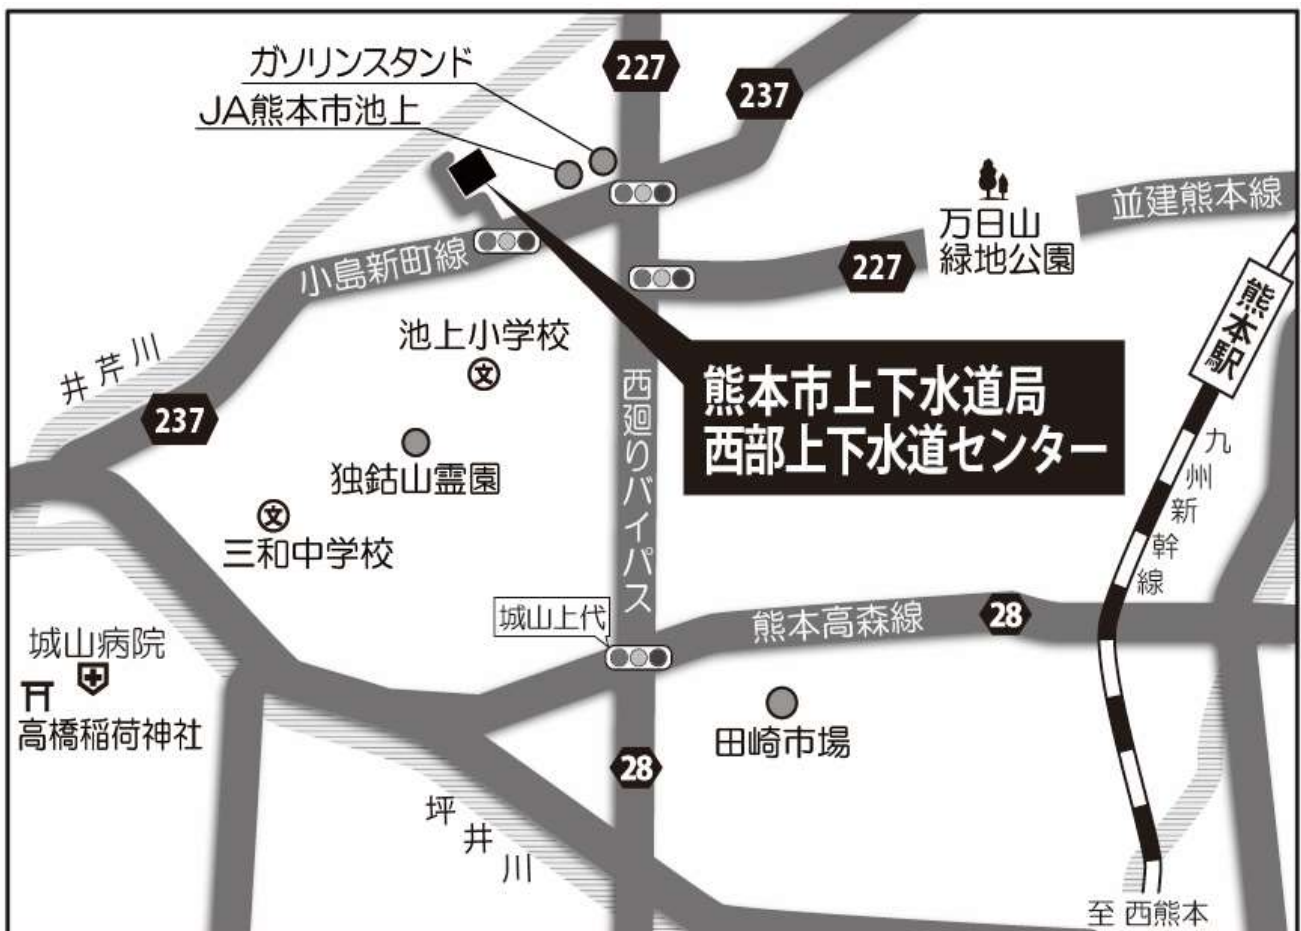 ガソリンスタンド
JA熊本市池上
227
237
万日山
緑地公園
並建熊本線
227
小島新町線
熊本駅
池上小学校
井芹川
237
西廻りバイパス
熊本市上下水道局
西部上下水道センター
九州新幹線
独鈷山霊園
三和中学校
城山上代
熊本高森線
28
城山病院
高橋稲荷神社
田崎市場
28
坪井川
至 西熊本
文
文